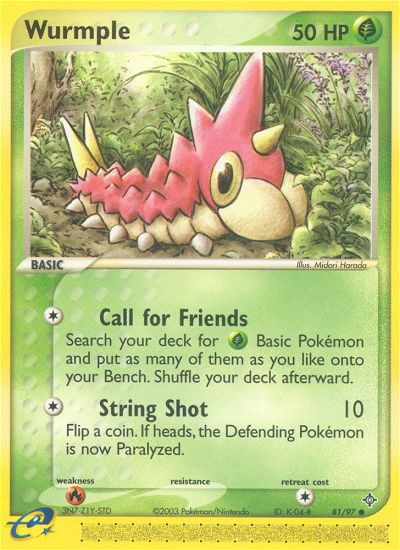 Wurmple 50 HP
BASIC
Illus. Midori Harada
Call for Friends
Search your deck for Basic Pokémon
and put as many of them as you like onto
your Bench. Shuffle your deck afterward.
String Shot 10
Flip a coin. If heads, the Defending Pokémon
is now Paralyzed.
weakness resistance retreat cost
3N7-Z1Y-STD ©2003 Pokémon/Nintendo ID: K-04-# 81/97
e